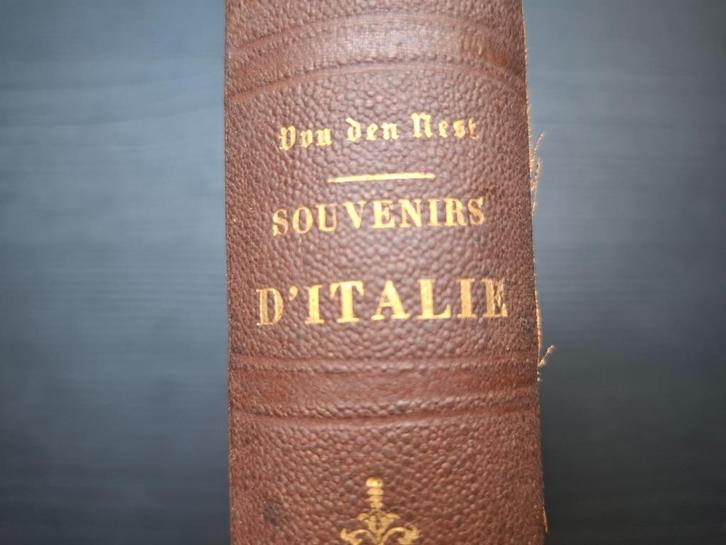 Von den Nest
SOUVENIRS
D'ITALIE